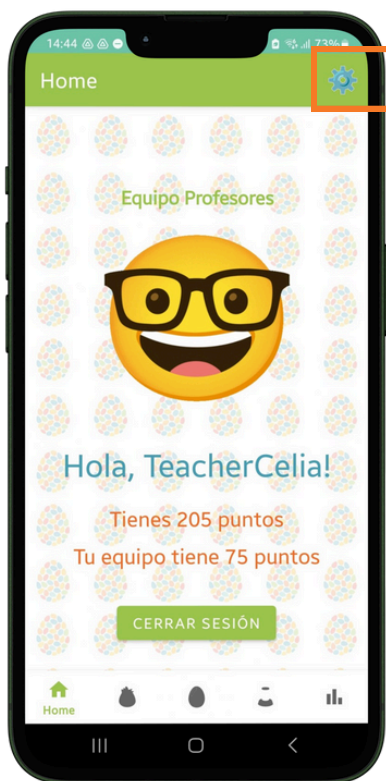 14:44 73%
Home
Equipo Profesores
Hola, TeacherCelia!
Tienes 205 puntos
Tu equipo tiene 75 puntos
CERRAR SESIÓN
Home